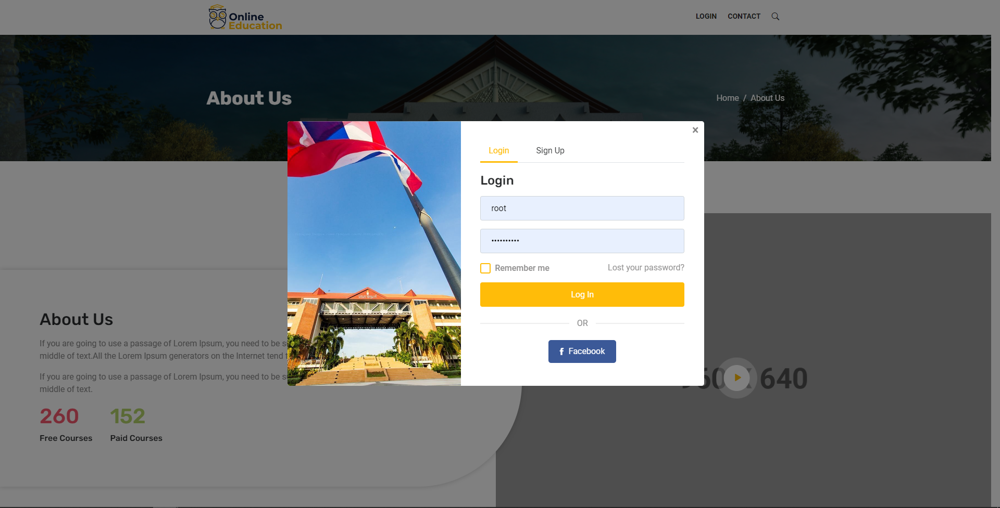 Online
Education
LOGIN
CONTACT
About Us
Home / About Us
×
Login
Sign Up
Login
root
••••••••••
Remember me
Lost your password?
Log In
OR
Facebook
About Us
If you are going to use a passage of Lorem Ipsum, you need to be s
middle of text.All the Lorem Ipsum generators on the Internet tend t
If you are going to use a passage of Lorem Ipsum, you need to be s
middle of text.
260
152
Free Courses
Paid Courses
640